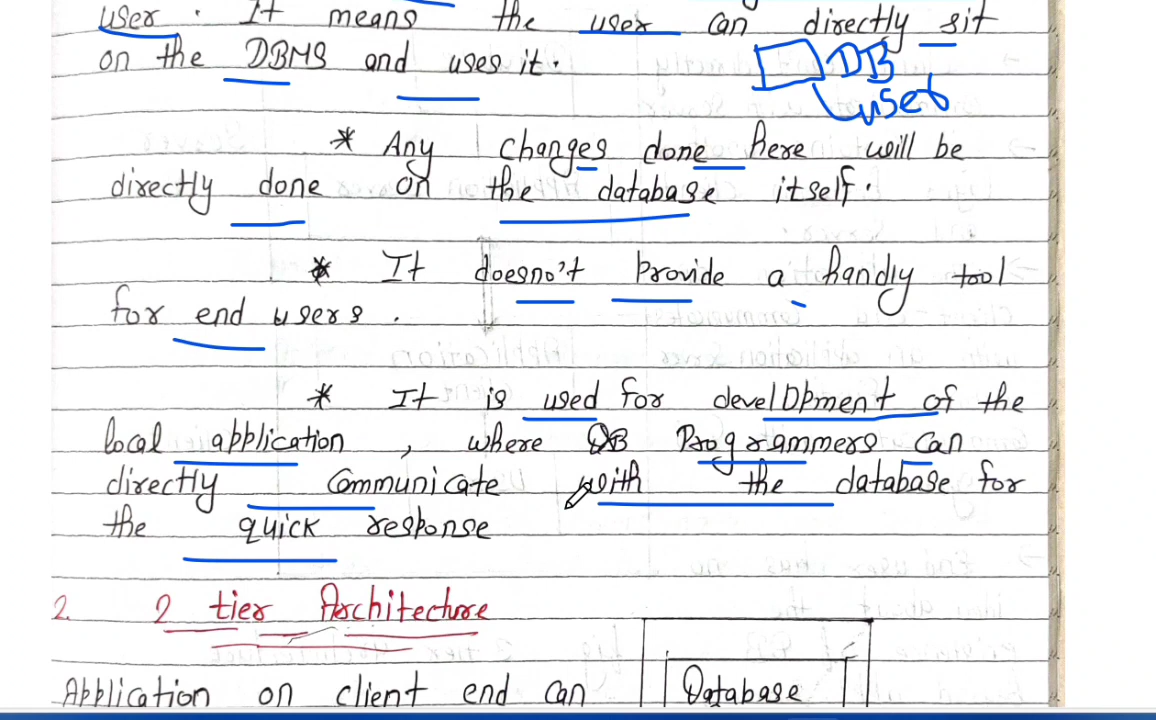 user. It means the user can directly sit
on the DBMS and uses it.
DB
user
* Any changes done here will be
directly done on the database itself.
* It doesno't provide a handly tool
for end users.
* It is used for development of the
local application, where DB Programmers can
directly communicate with the database for
the quick response
2. 2 tier Architecture
Application on client end can
Database